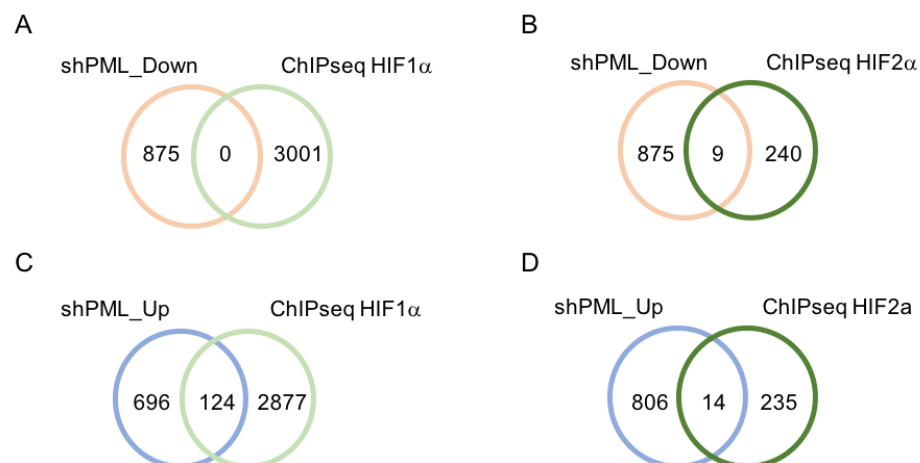 A
shPML_Down
ChIPseq HIF1α
875
0
3001
B
shPML_Down
ChIPseq HIF2α
875
9
240
C
shPML_Up
ChIPseq HIF1α
696
124
2877
D
shPML_Up
ChIPseq HIF2a
806
14
235